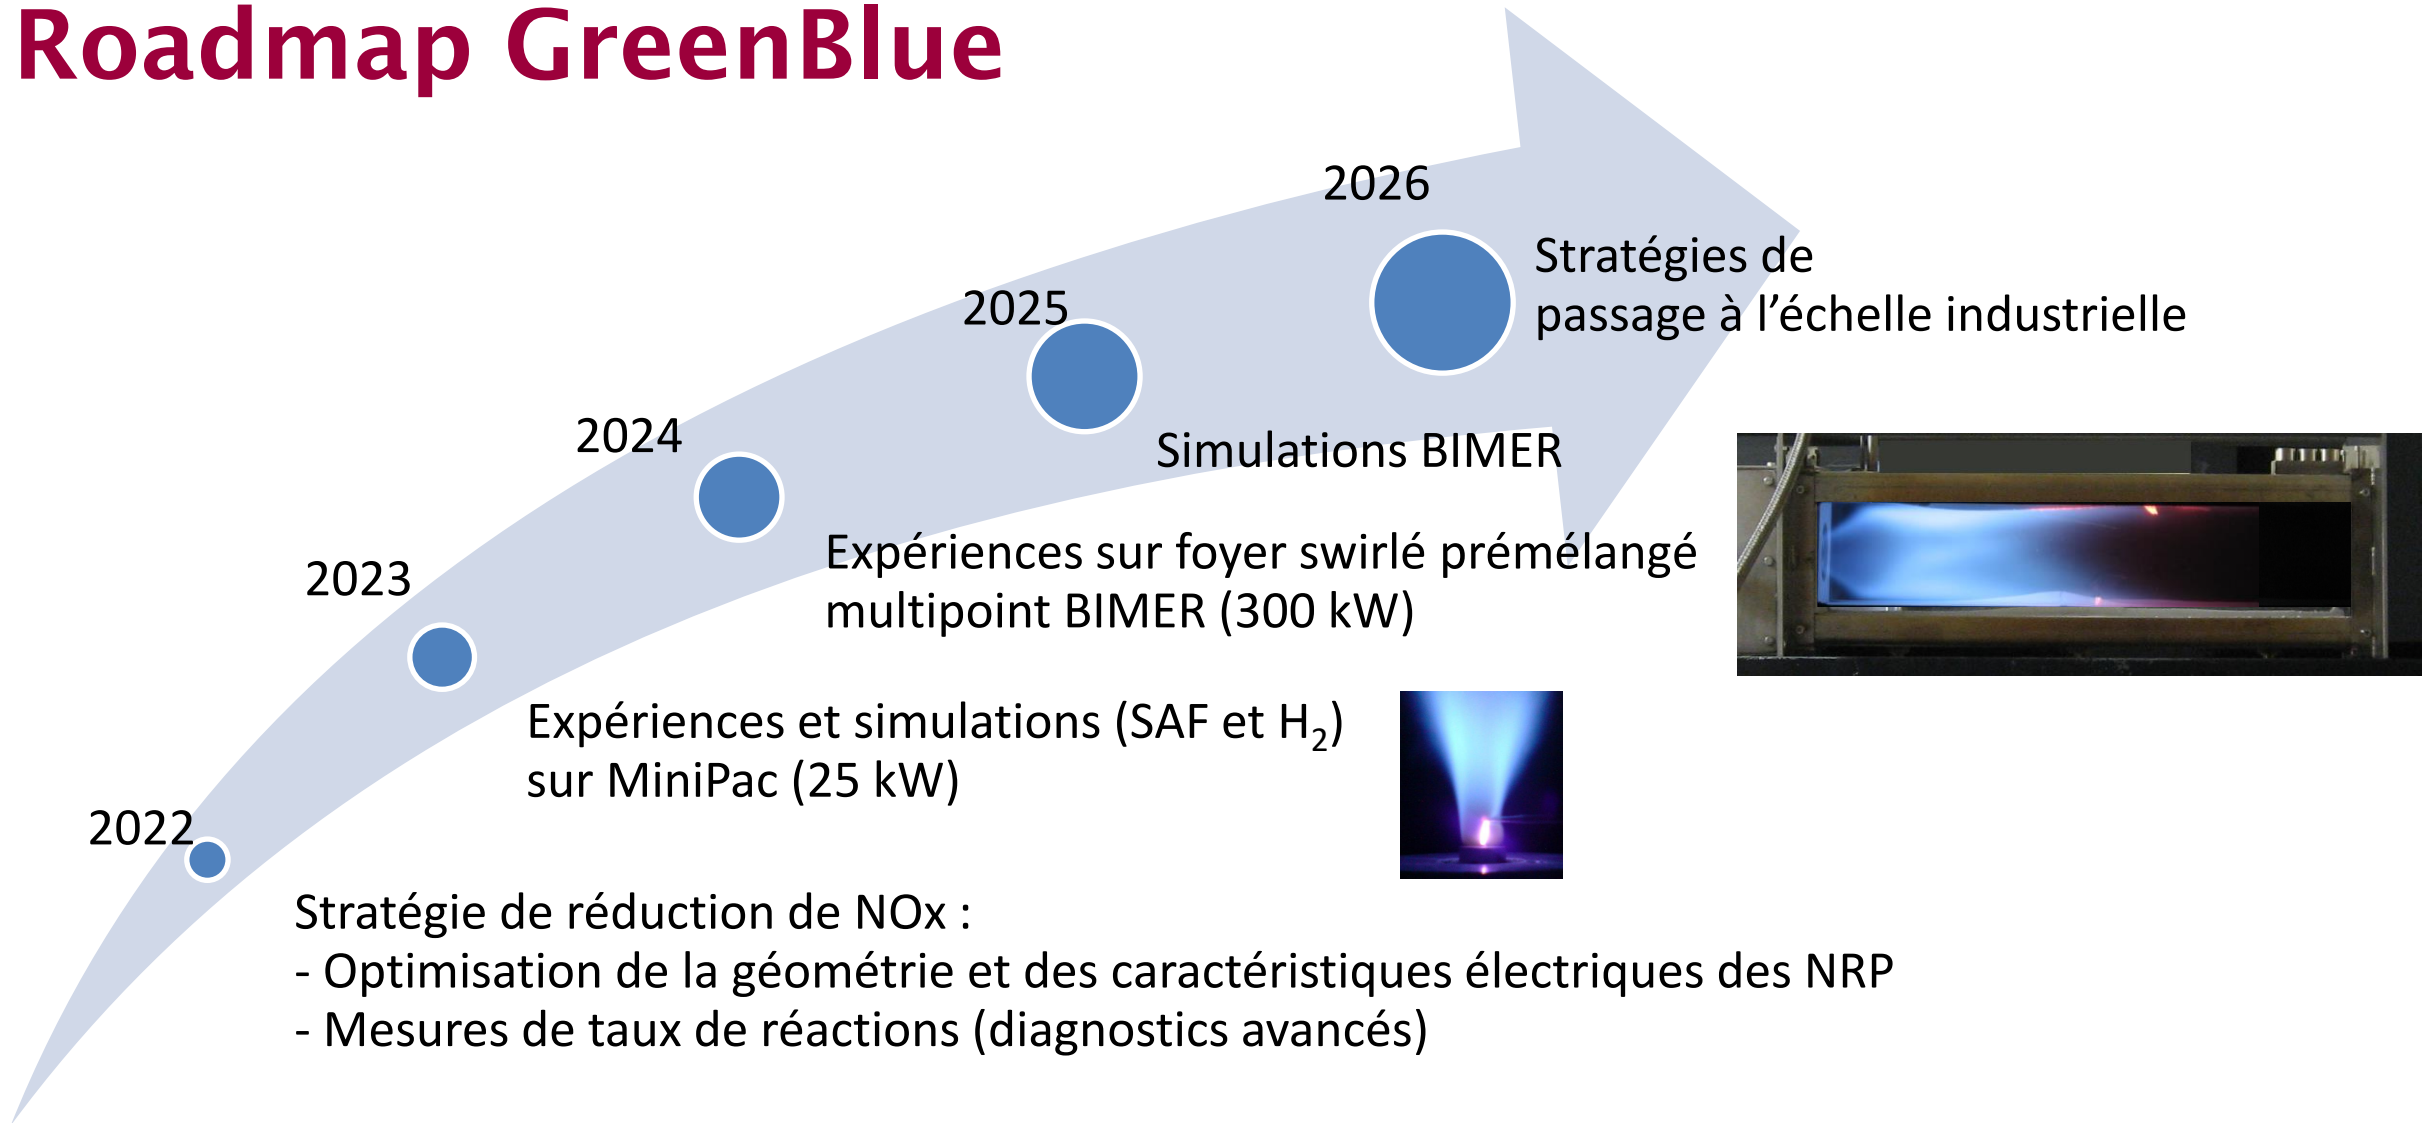 Roadmap GreenBlue
2026
Stratégies de
passage à l’échelle industrielle
2025
Simulations BIMER
2024
Expériences sur foyer swirlé prémélangé
multipoint BIMER (300 kW)
2023
Expériences et simulations (SAF et H₂)
sur MiniPac (25 kW)
2022
Stratégie de réduction de NOx :
- Optimisation de la géométrie et des caractéristiques électriques des NRP
- Mesures de taux de réactions (diagnostics avancés)